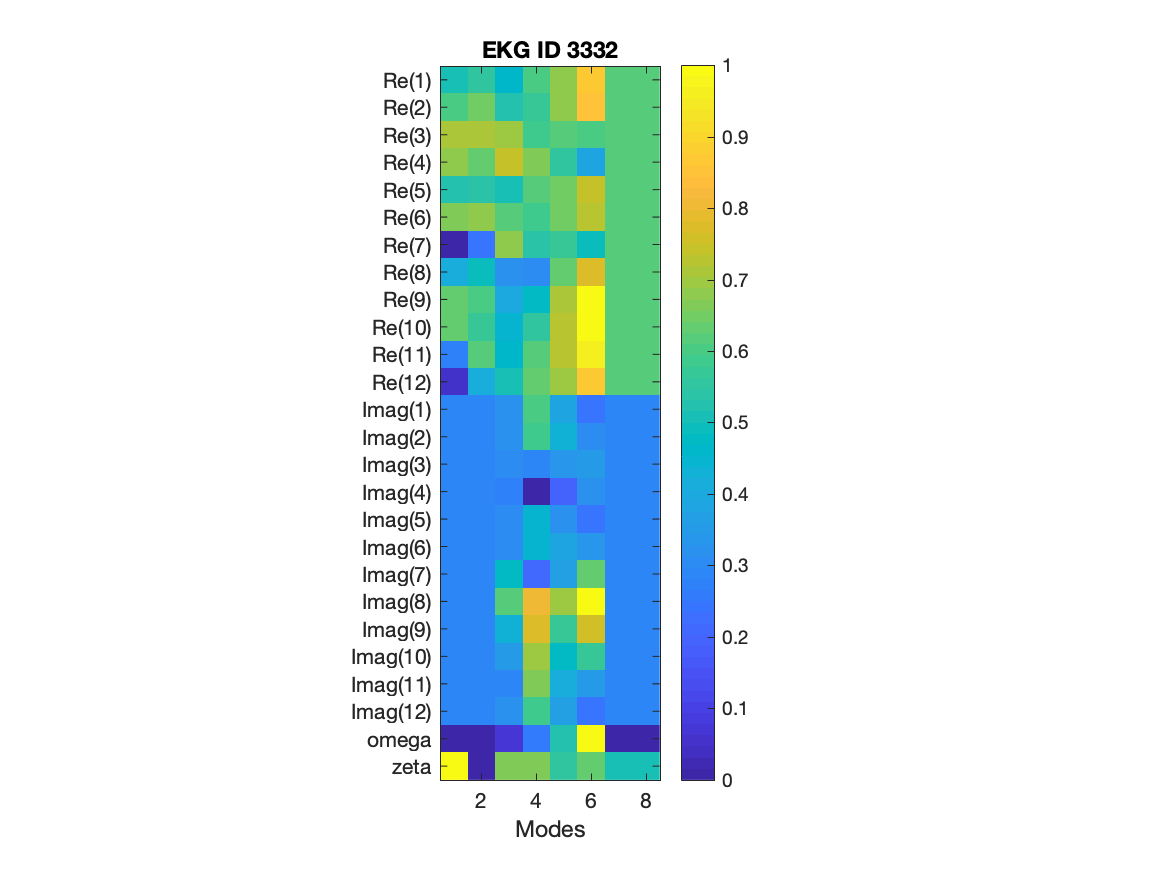 EKG ID 3332
Re(1)
Re(2)
Re(3)
Re(4)
Re(5)
Re(6)
Re(7)
Re(8)
Re(9)
Re(10)
Re(11)
Re(12)
Imag(1)
Imag(2)
Imag(3)
Imag(4)
Imag(5)
Imag(6)
Imag(7)
Imag(8)
Imag(9)
Imag(10)
Imag(11)
Imag(12)
omega
zeta
2 4 6 8
Modes
1
0.9
0.8
0.7
0.6
0.5
0.4
0.3
0.2
0.1
0